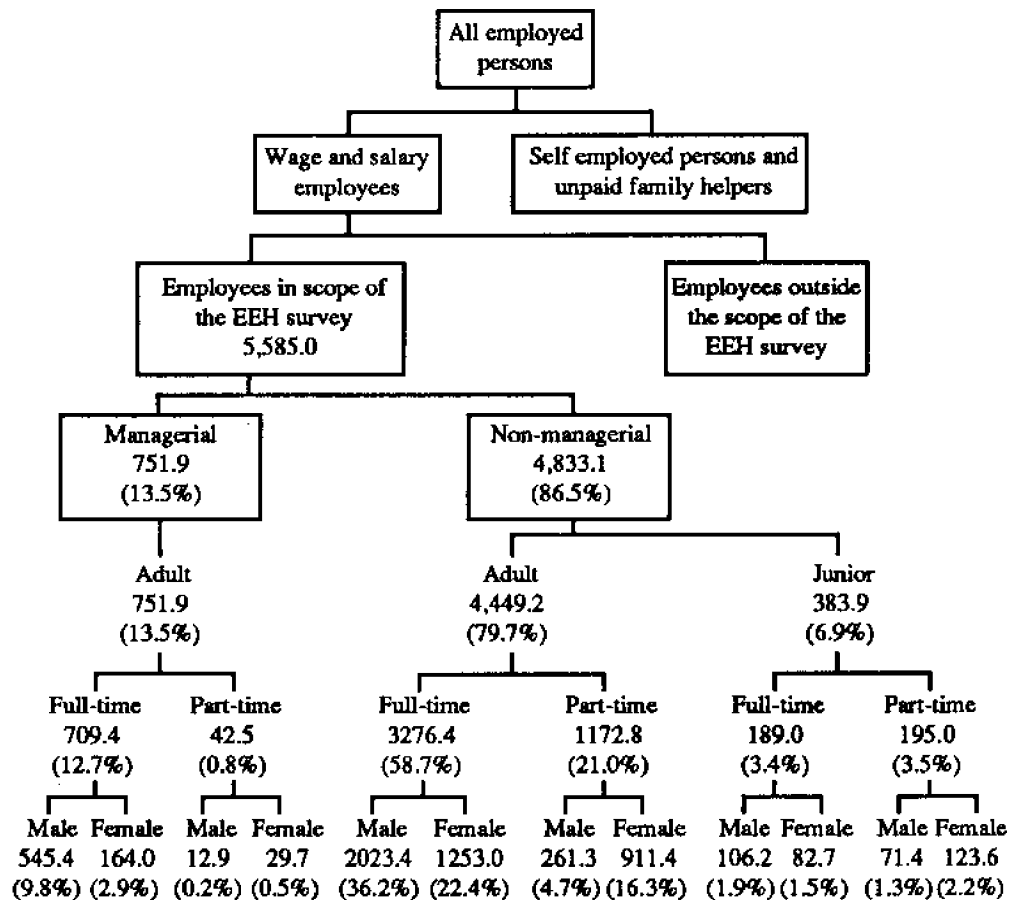 All employed
persons
Wage and salary
employees
Self employed persons and
unpaid family helpers
Employees in scope of
the EEH survey
5,585.0
Employees outside
the scope of the
EEH survey
Managerial
751.9
(13.5%)
Non-managerial
4,833.1
(86.5%)
Adult
751.9
(13.5%)
Adult
4,449.2
(79.7%)
Junior
383.9
(6.9%)
Full-time
709.4
(12.7%)
Part-time
42.5
(0.8%)
Full-time
3276.4
(58.7%)
Part-time
1172.8
(21.0%)
Full-time
189.0
(3.4%)
Part-time
195.0
(3.5%)
Male Female Male Female Male Female Male Female Male Female Male Female
545.4 164.0 12.9 29.7 2023.4 1253.0 261.3 911.4 106.2 82.7 71.4 123.6
(9.8%) (2.9%) (0.2%) (0.5%) (36.2%) (22.4%) (4.7%) (16.3%) (1.9%) (1.5%) (1.3%) (2.2%)